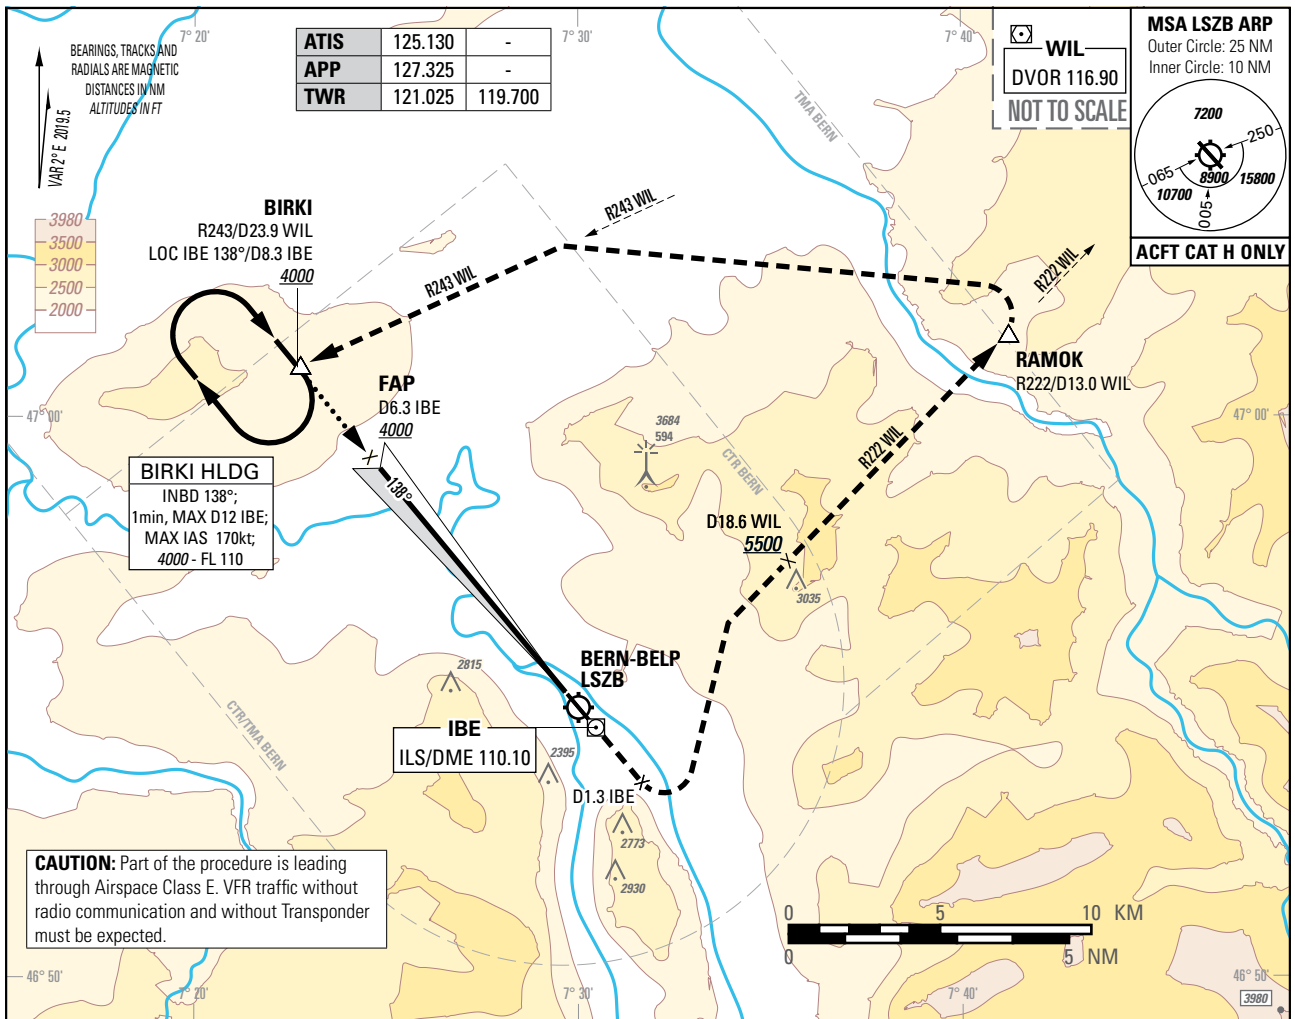 7° 20'
7° 30'
7° 40'
BEARINGS, TRACKS AND
RADIALS ARE MAGNETIC
DISTANCES IN NM
ALTITUDES IN FT
VAR 2° E 2019.5
ATIS 125.130 -
APP 127.325 -
TWR 121.025 119.700
WIL
DVOR 116.90
NOT TO SCALE
MSA LSZB ARP
Outer Circle: 25 NM
Inner Circle: 10 NM
7200
250
065
8900
15800
10700
005
ACFT CAT H ONLY
TMA BERN
3980
3500
3000
2500
2000
BIRKI
R243/D23.9 WIL
LOC IBE 138°/D8.3 IBE
4000
R243 WIL
R243 WIL
R222 WIL
RAMOK
R222/D13.0 WIL
FAP
D6.3 IBE
4000
47° 00'
47° 00'
3684
594
CTR BERN
R222 WIL
138°
BIRKI HLDG
INBD 138°;
1min, MAX D12 IBE;
MAX IAS 170kt;
4000 - FL 110
D18.6 WIL
5500
3035
BERN-BELP
LSZB
2815
CTR/TMA BERN
IBE
ILS/DME 110.10
2395
D1.3 IBE
2773
2930
CAUTION: Part of the procedure is leading
through Airspace Class E. VFR traffic without
radio communication and without Transponder
must be expected.
0 5 10 KM
0 5 NM
46° 50'
46° 50'
7° 20'
7° 30'
7° 40'
3980